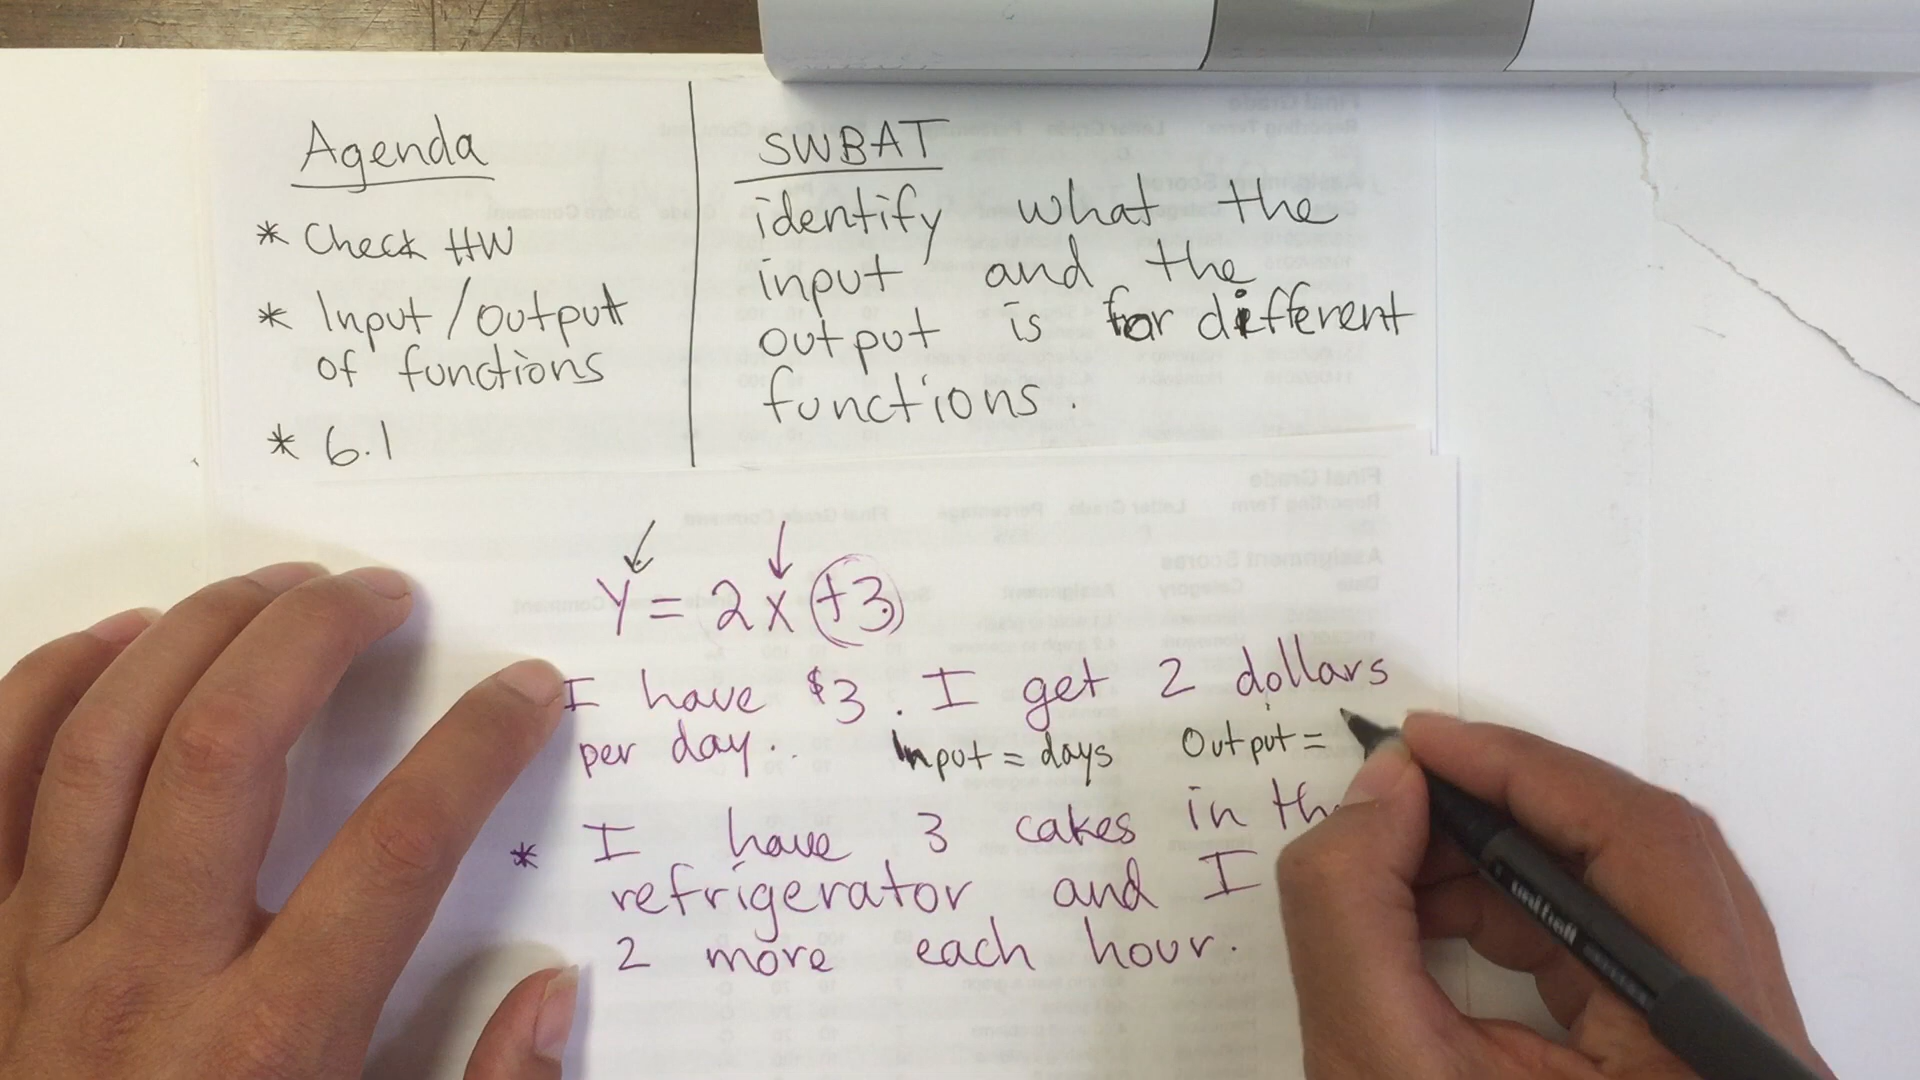 Agenda
* Check HW
* Input/Output
of functions
* 6.1
SWBAT
identify what the
input and the
output is for different
functions.
Y = 2x +3
I have $3. I get 2 dollars
per day.
Input = days Output =
* I have 3 cakes in the
refrigerator and I
2 more each hour.